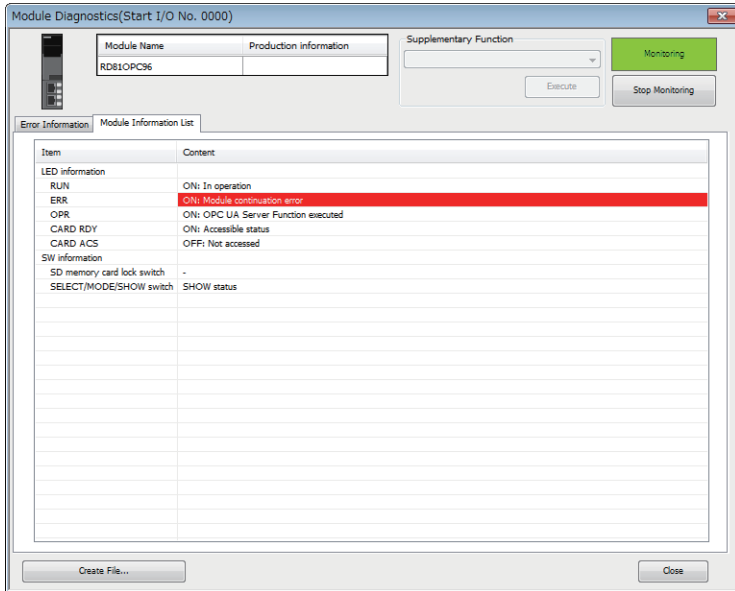 Module Diagnostics(Start I/O No. 0000)
Module Name Production information
RD81OPC96
Supplementary Function
Execute
Monitoring
Stop Monitoring
Error Information Module Information List
Item Content
LED information
RUN ON: In operation
ERR ON: Module continuation error
OPR ON: OPC UA Server Function executed
CARD RDY ON: Accessible status
CARD ACS OFF: Not accessed
SW information
SD memory card lock switch -
SELECT/MODE/SHOW switch SHOW status
Create File... Close